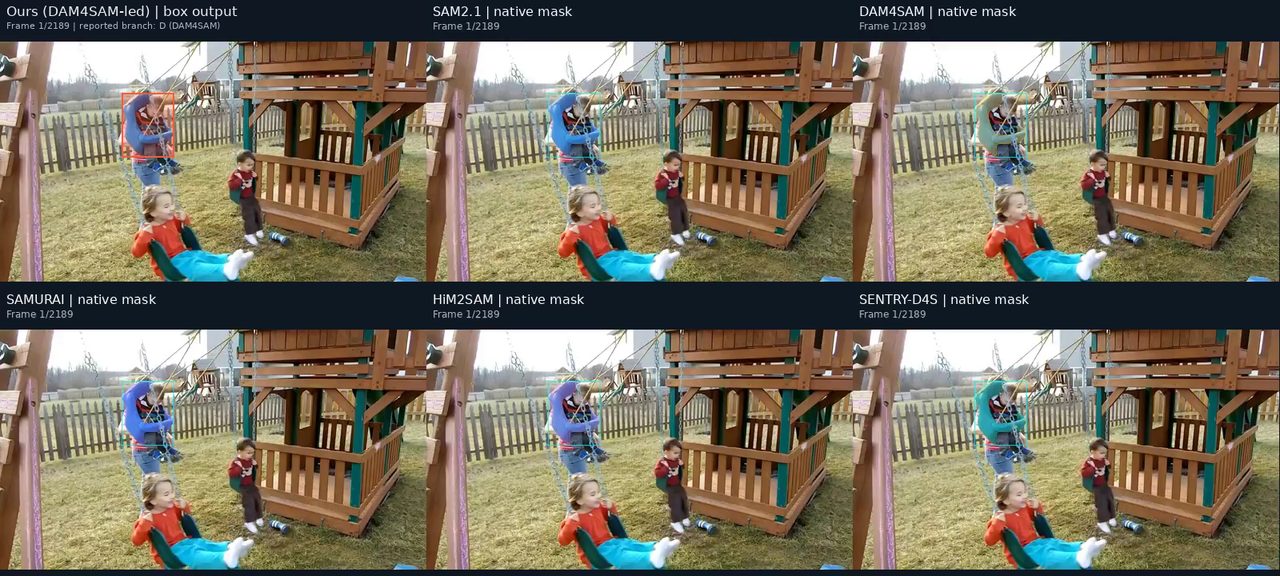 Ours (DAM4SAM-led) | box output
Frame 1/2189 | reported branch: D (DAM4SAM)
SAM2.1 | native mask
Frame 1/2189
DAM4SAM | native mask
Frame 1/2189
SAMURAI | native mask
Frame 1/2189
HiM2SAM | native mask
Frame 1/2189
SENTRY-D4S | native mask
Frame 1/2189